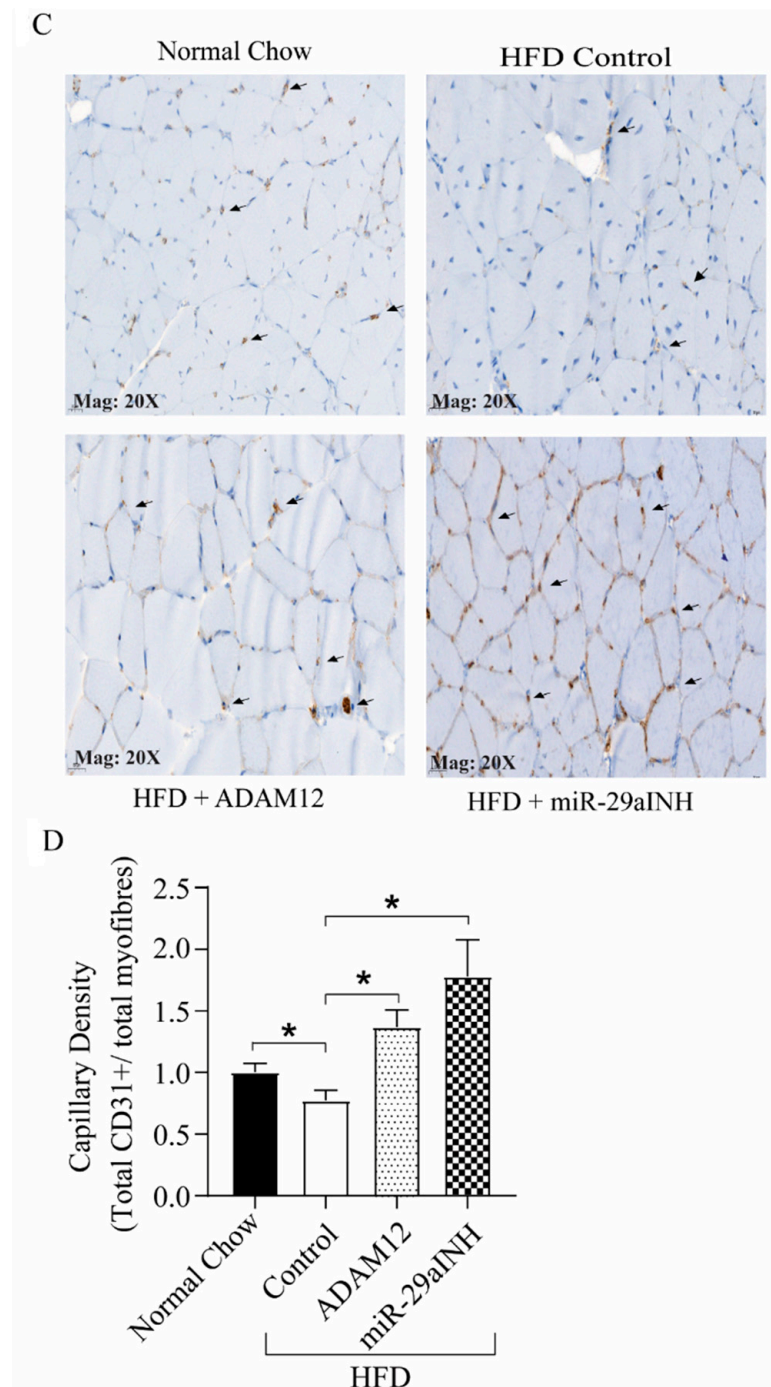 C
Normal Chow
HFD Control
Mag: 20X
Mag: 20X
Mag: 20X
Mag: 20X
HFD + ADAM12
HFD + miR-29aINH
D
Capillary Density
(Total CD31+/ total myofibres)
2.5
2.0
1.5
1.0
0.5
0.0
*
*
*
Normal Chow
Control
ADAM12
miR-29aINH
HFD